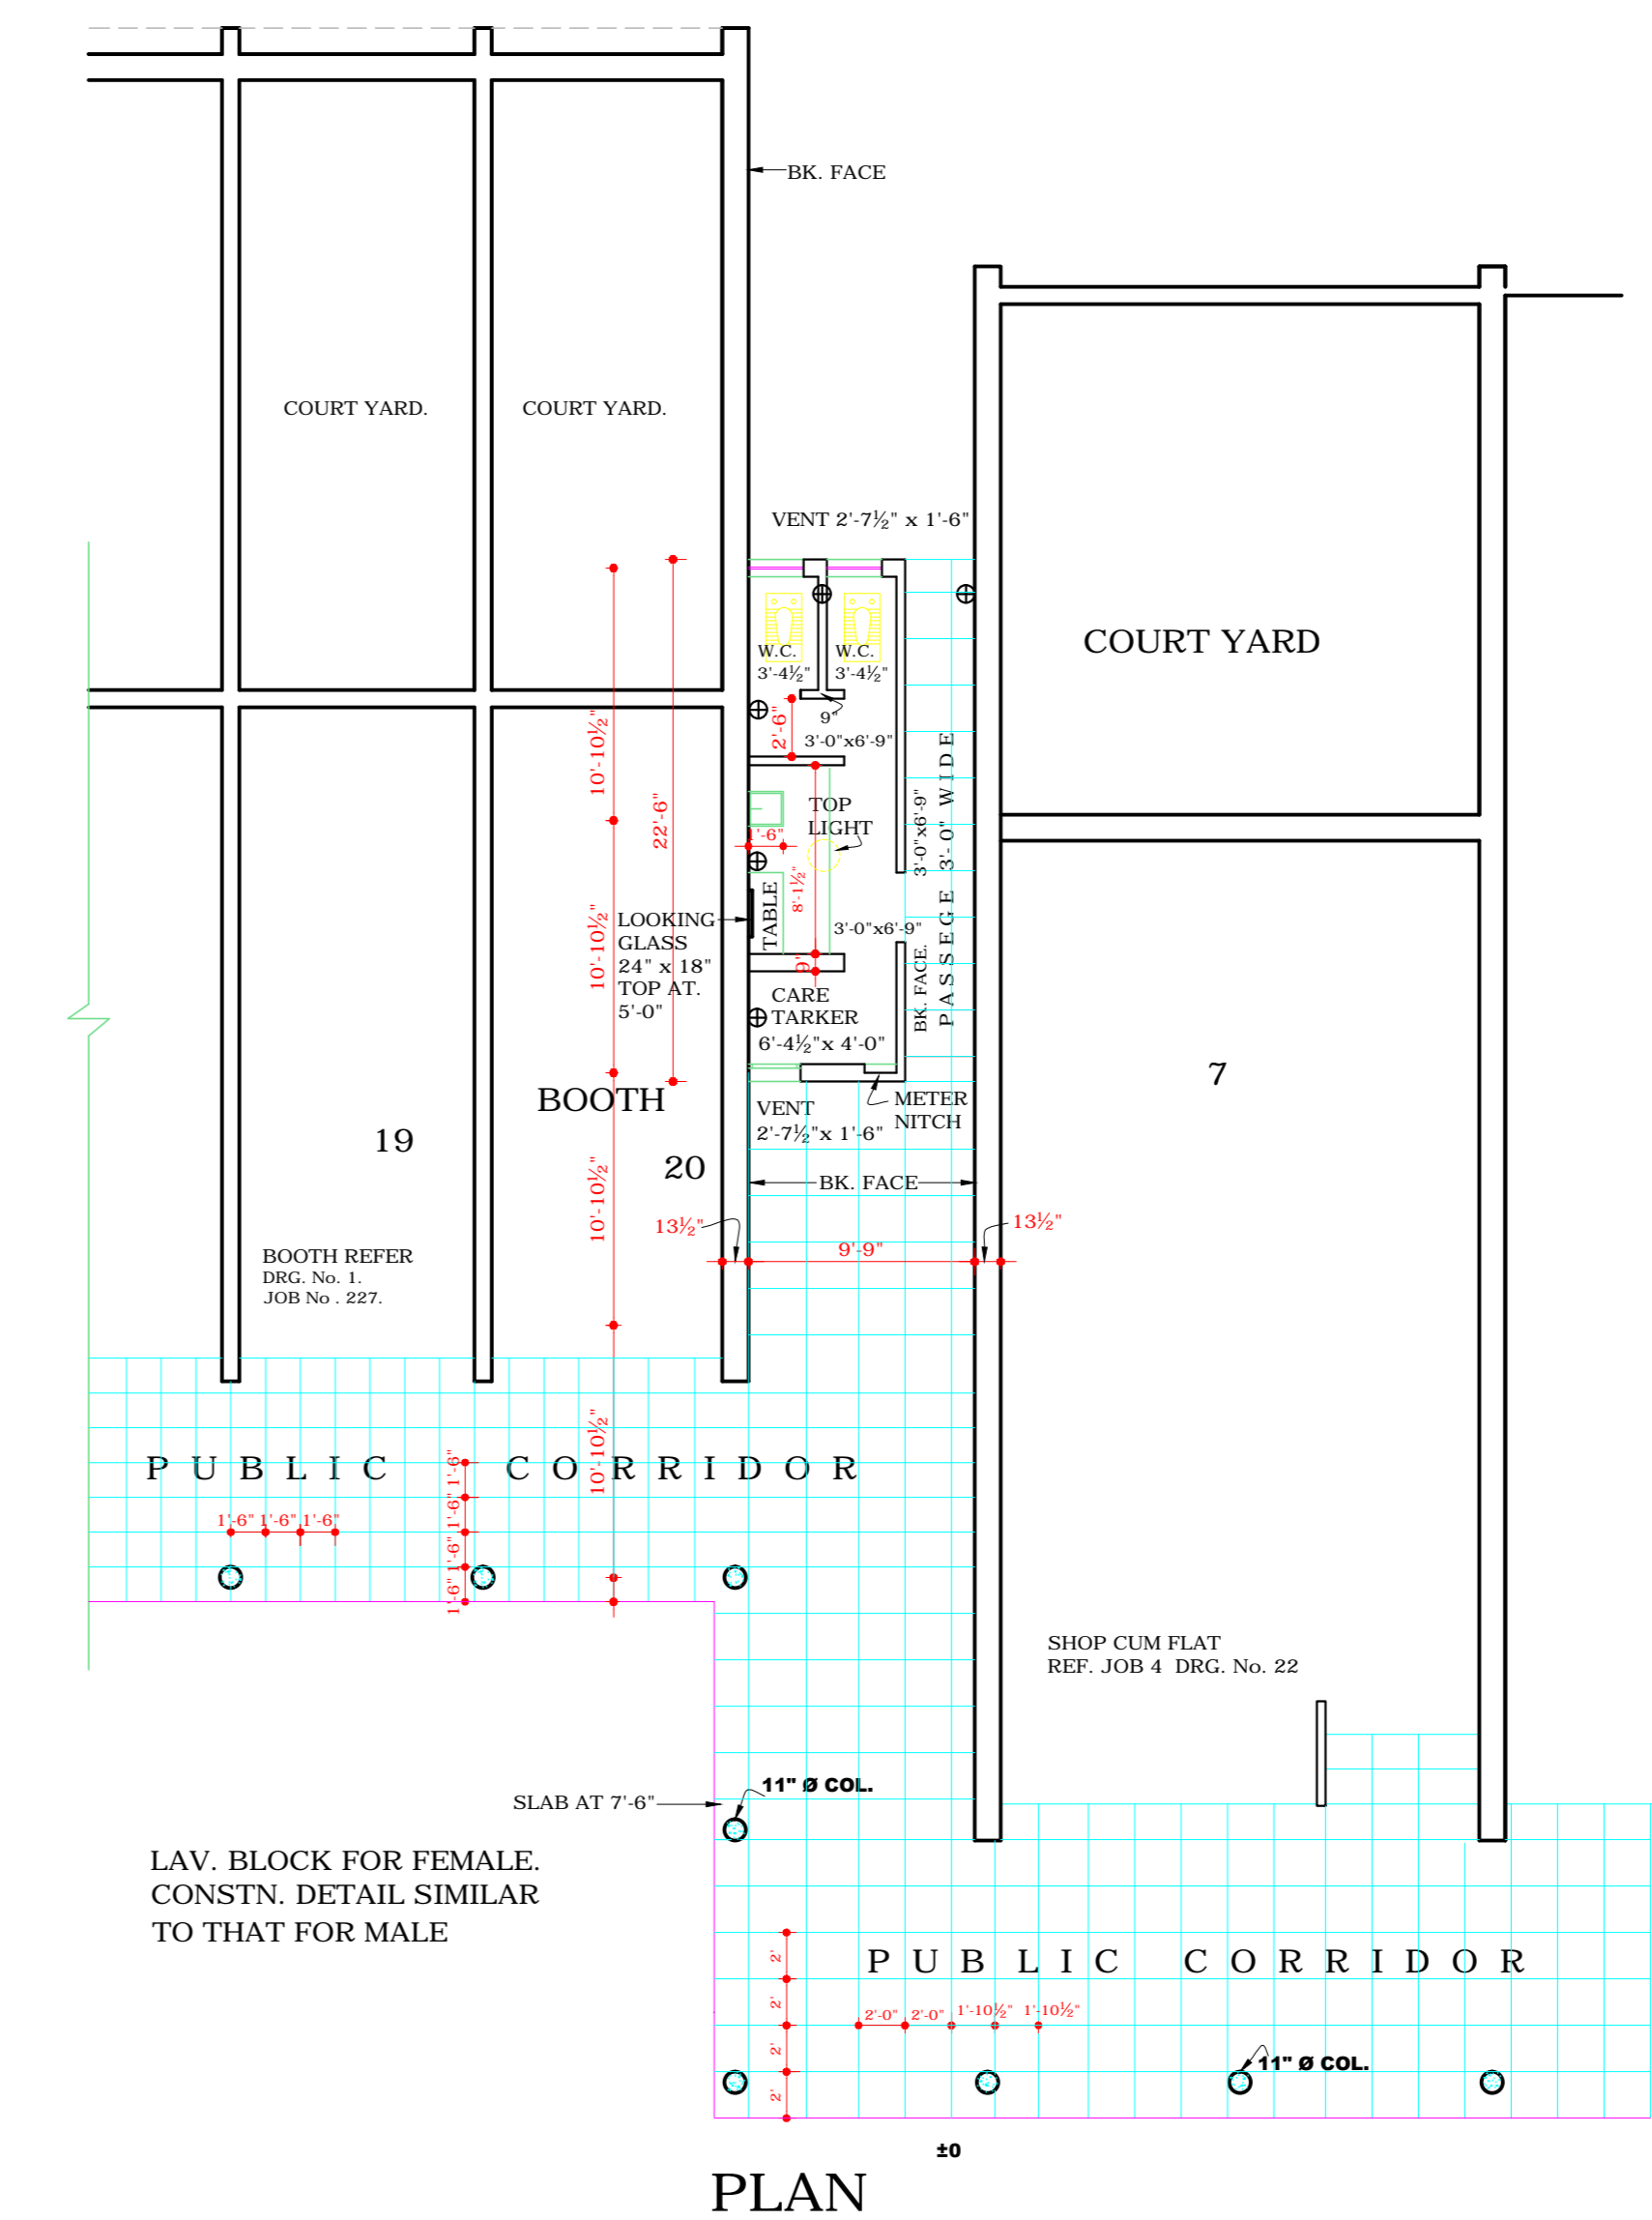 BK. FACE
COURT YARD.
COURT YARD.
VENT 2'-7½" x 1'-6"
COURT YARD
W.C.
3'-4½"
W.C.
3'-4½"
9"
2'-6"
3'-0"x6'-9"
10'-10½"
22'-6"
TOP
LIGHT
1'-6"
8'-1½"
TABLE
3'-0"x6'-9"
3'-0"x6'-9"
PASSEGE 3'-0" WIDE
BK. FACE.
LOOKING
GLASS
24" x 18"
TOP AT.
5'-0"
10'-10½"
9'
CARE
TARKER
6'-4½"x 4'-0"
METER
NITCH
VENT
2'-7½"x 1'-6"
BOOTH
19
20
7
BK. FACE
10'-10½"
13½"
9'-9"
13½"
BOOTH REFER
DRG. No. 1.
JOB No . 227.
PUBLIC CORRIDOR
10'-10½"
1'-6" 1'-6" 1'-6"
1'-6"
1'-6"
1'-6"
1'-6"
SHOP CUM FLAT
REF. JOB 4 DRG. No. 22
SLAB AT 7'-6"
11" Ø COL.
LAV. BLOCK FOR FEMALE.
CONSTN. DETAIL SIMILAR
TO THAT FOR MALE
PUBLIC CORRIDOR
2'
2'
2'
2'
2'-0" 2'-0" 1'-10½" 1'-10½"
11" Ø COL.
±0
PLAN